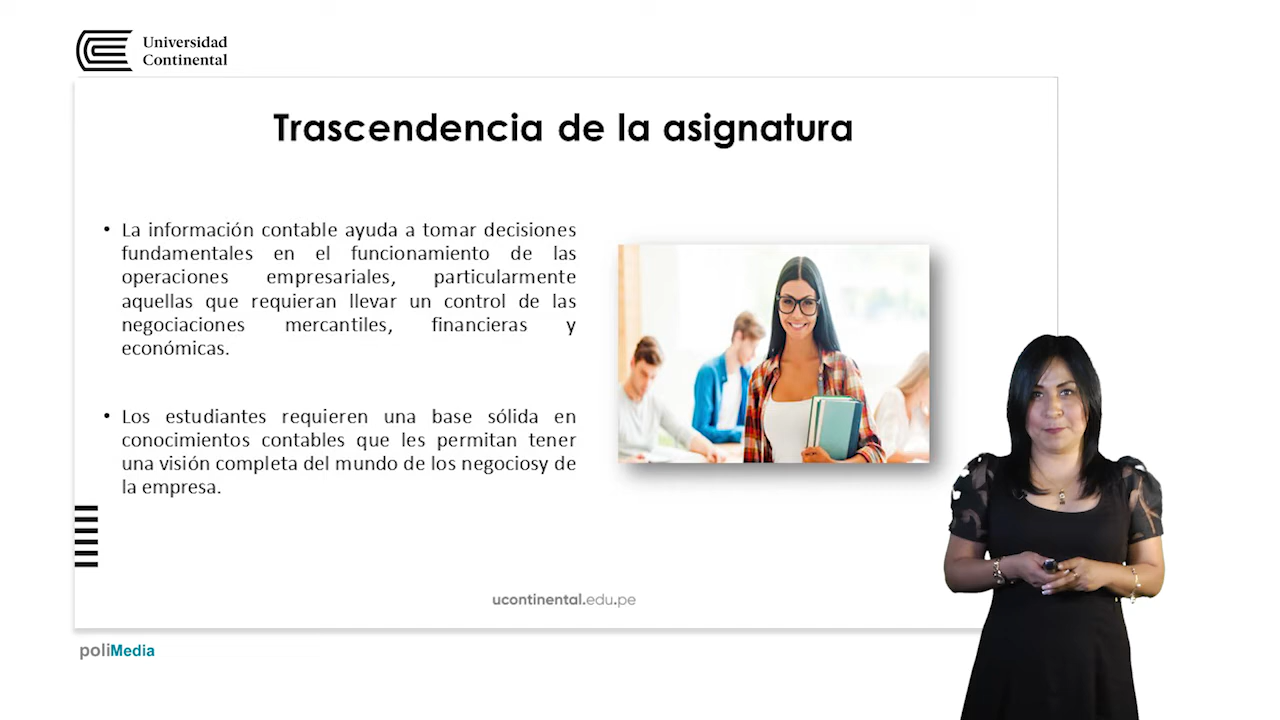 Universidad
Continental
Trascendencia de la asignatura
• La información contable ayuda a tomar decisiones
fundamentales en el funcionamiento de las
operaciones empresariales, particularmente
aquellas que requieran llevar un control de las
negociaciones mercantiles, financieras y
económicas.
• Los estudiantes requieren una base sólida en
conocimientos contables que les permitan tener
una visión completa del mundo de los negociosy de
la empresa.
ucontinental.edu.pe
poliMedia